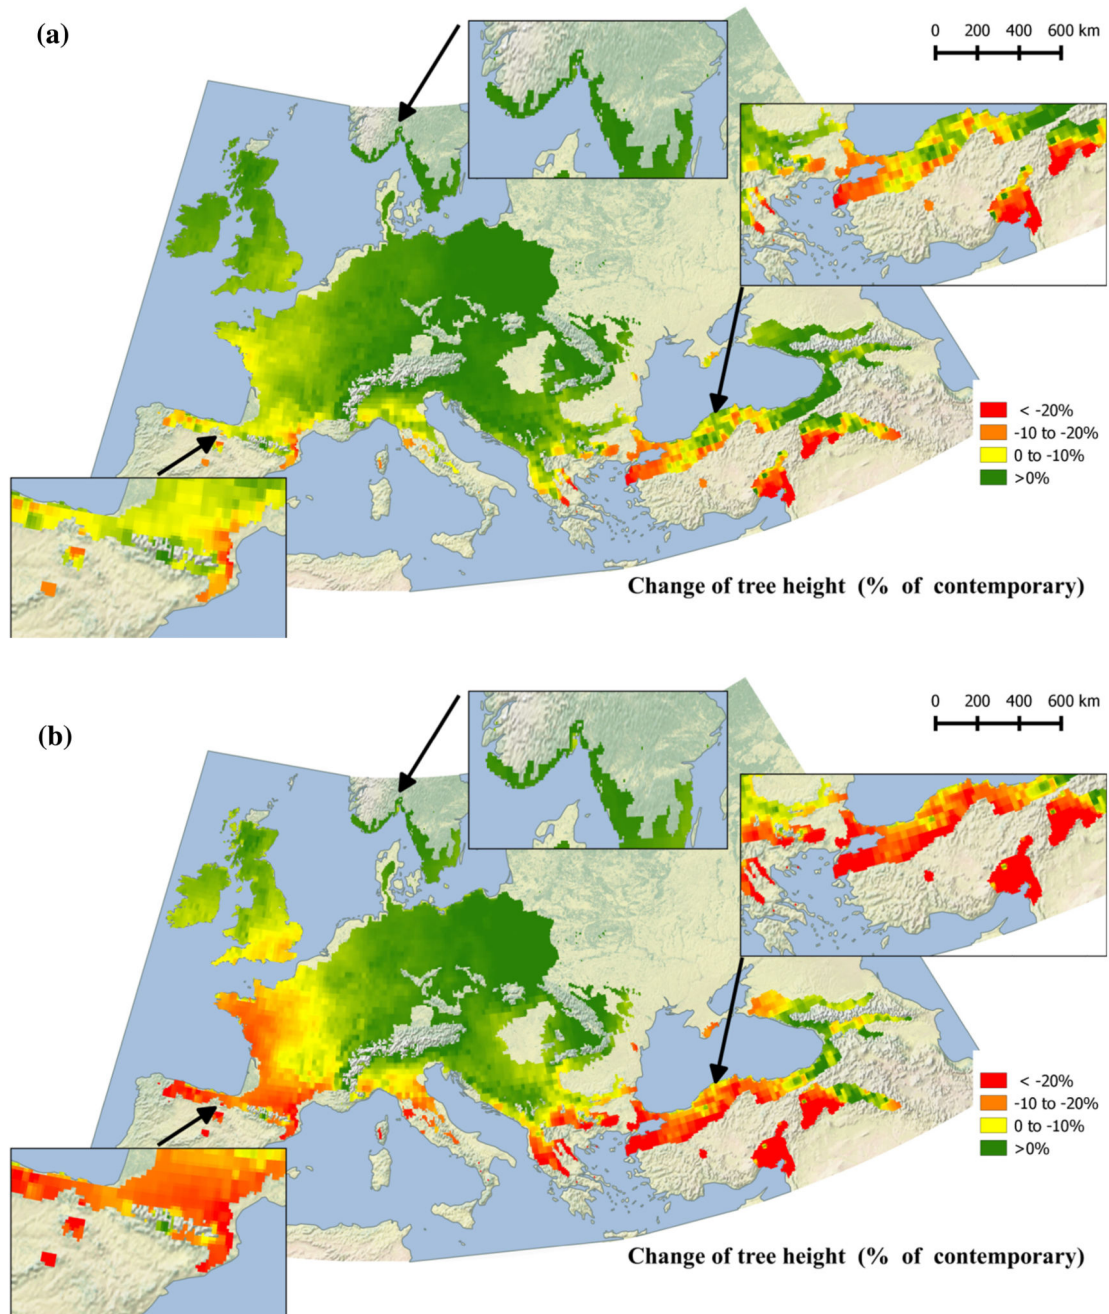 (a)
0 200 400 600 km
< -20%
-10 to -20%
0 to -10%
>0%
Change of tree height (% of contemporary)
(b)
0 200 400 600 km
< -20%
-10 to -20%
0 to -10%
>0%
Change of tree height (% of contemporary)